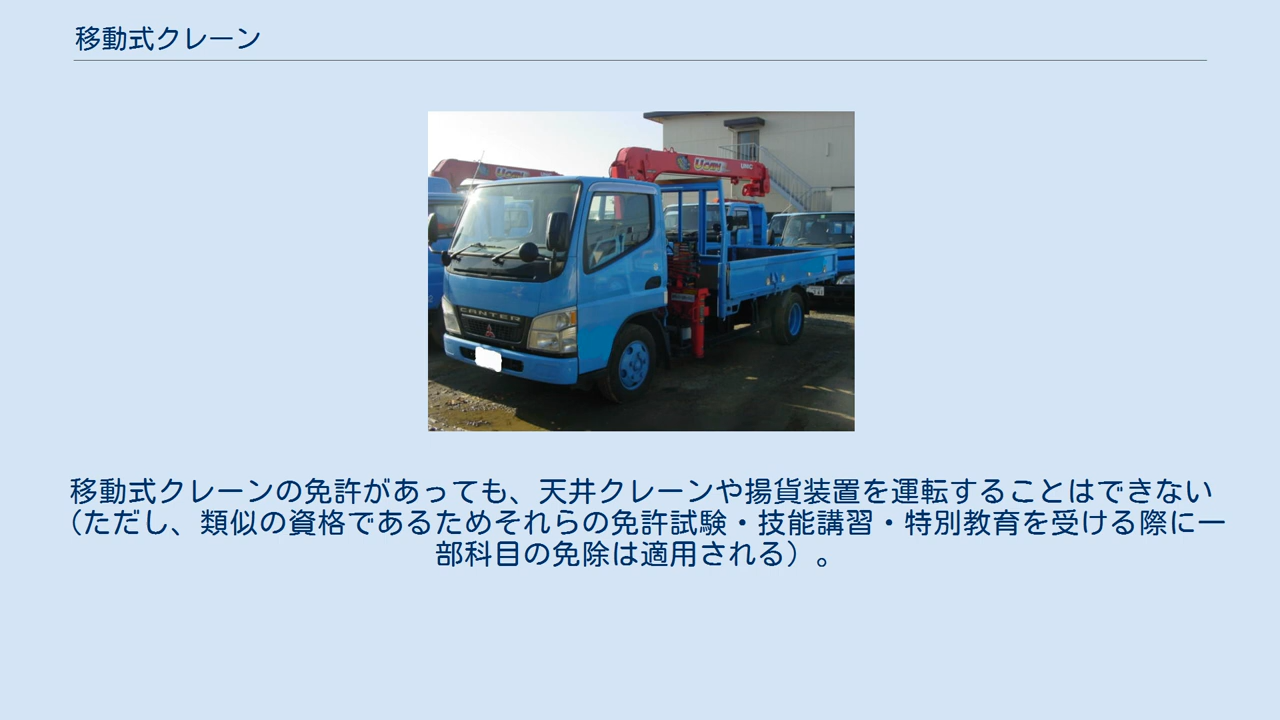 移動式クレーン
CANTER
移動式クレーンの免許があっても、天井クレーンや揚貨装置を運転することはできない
（ただし、類似の資格であるためそれらの免許試験・技能講習・特別教育を受ける際に一
部科目の免除は適用される）。